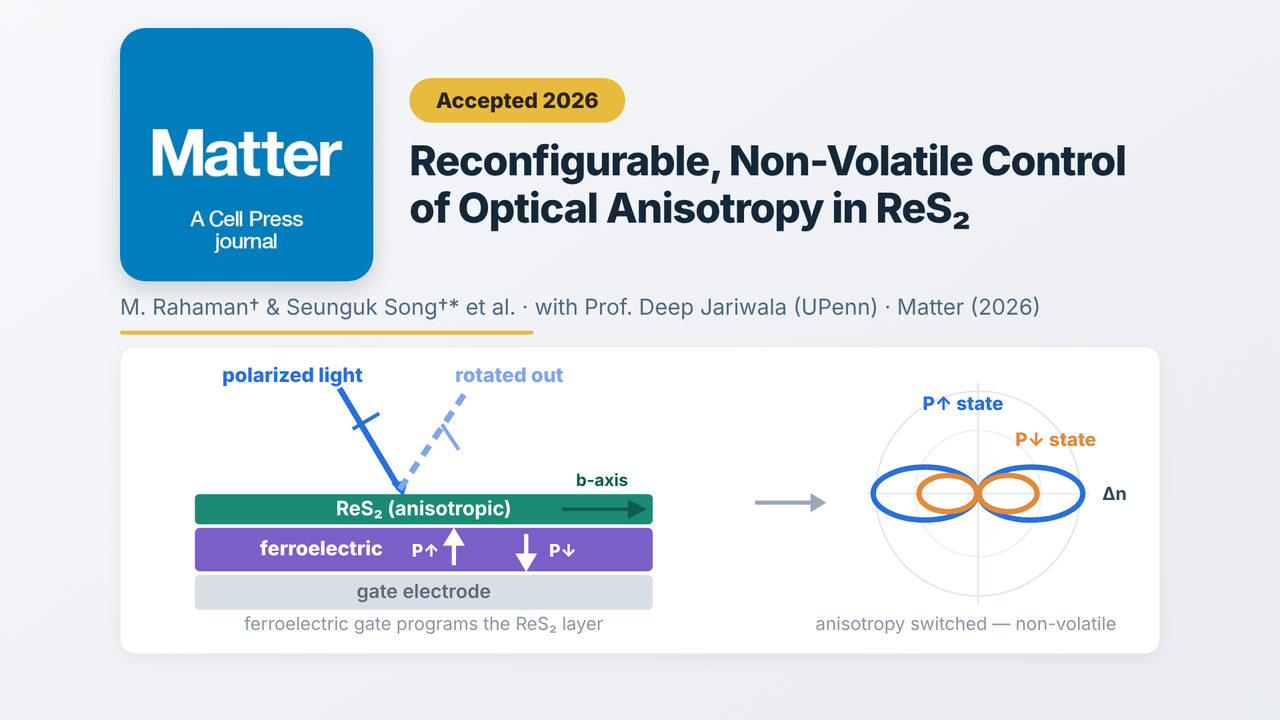 Matter
A Cell Press
journal
Accepted 2026
Reconfigurable, Non-Volatile Control
of Optical Anisotropy in ReS₂
M. Rahaman† & Seunguk Song†* et al. · with Prof. Deep Jariwala (UPenn) · Matter (2026)
polarized light
rotated out
b-axis
ReS₂ (anisotropic)
ferroelectric P↑ P↓
gate electrode
ferroelectric gate programs the ReS₂ layer
P↑ state
P↓ state
Δn
anisotropy switched — non-volatile